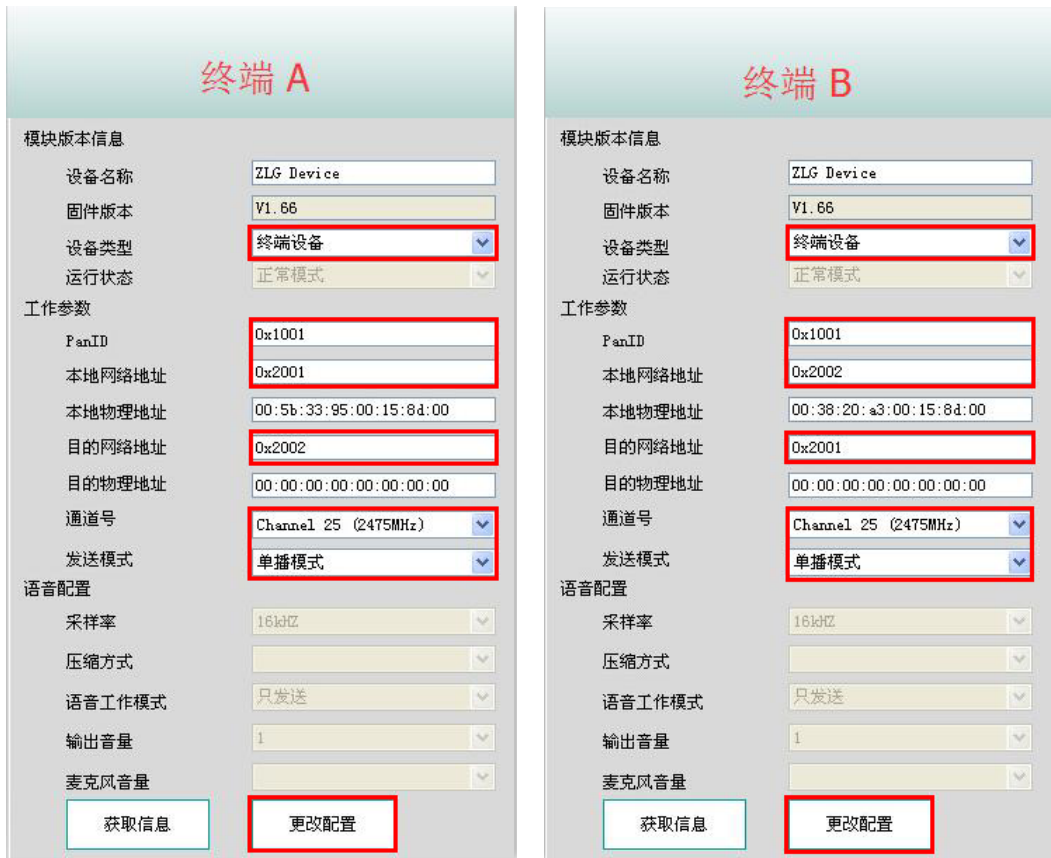 终端 A
模块版本信息
设备名称 ZLG Device
固件版本 V1.66
设备类型 终端设备
运行状态 正常模式
工作参数
PanID 0x1001
本地网络地址 0x2001
本地物理地址 00:5b:33:95:00:15:8d:00
目的网络地址 0x2002
目的物理地址 00:00:00:00:00:00:00:00
通道号 Channel 25 (2475MHz)
发送模式 单播模式
语音配置
采样率 16kHZ
压缩方式
语音工作模式 只发送
输出音量 1
麦克风音量
获取信息 更改配置
终端 B
模块版本信息
设备名称 ZLG Device
固件版本 V1.66
设备类型 终端设备
运行状态 正常模式
工作参数
PanID 0x1001
本地网络地址 0x2002
本地物理地址 00:38:20:a3:00:15:8d:00
目的网络地址 0x2001
目的物理地址 00:00:00:00:00:00:00:00
通道号 Channel 25 (2475MHz)
发送模式 单播模式
语音配置
采样率 16kHZ
压缩方式
语音工作模式 只发送
输出音量 1
麦克风音量
获取信息 更改配置